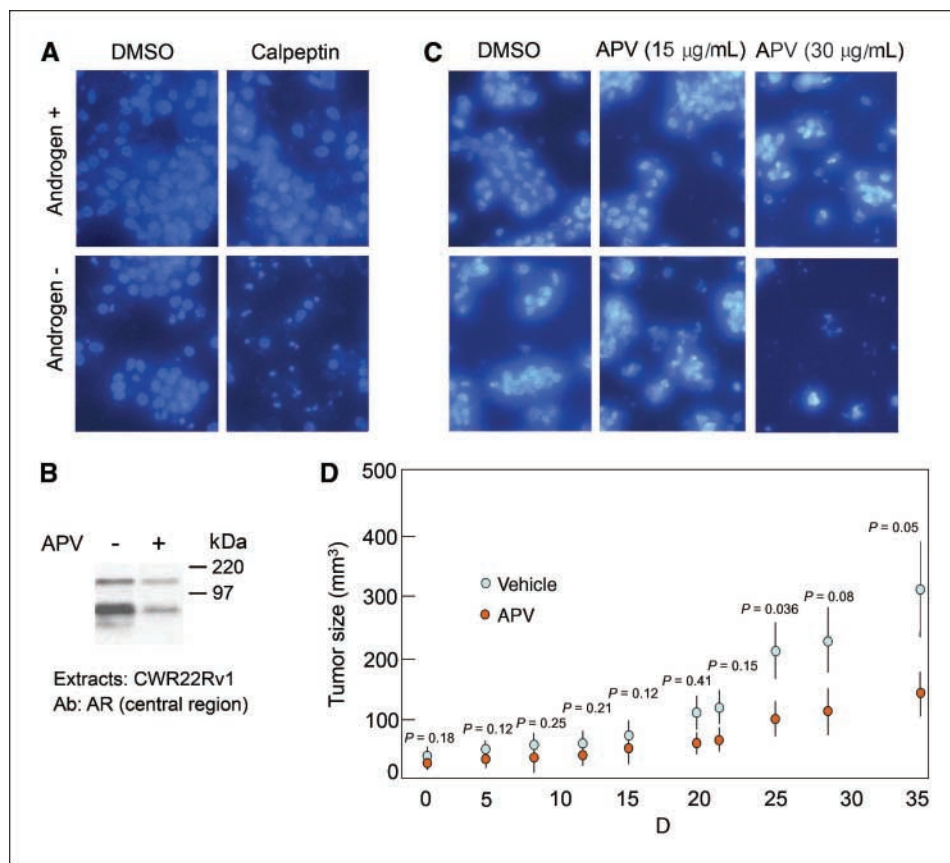 A
DMSO
Calpeptin
Androgen +
Androgen -
C
DMSO
APV (15 μg/mL)
APV (30 μg/mL)
B
APV - +
kDa
220
97
Extracts: CWR22Rv1
Ab: AR (central region)
D
Tumor size (mm³)
500
400
300
200
100
0
Vehicle
APV
P = 0.18
P = 0.12
P = 0.25
P = 0.21
P = 0.12
P = 0.41
P = 0.15
P = 0.036
P = 0.08
P = 0.05
0 5 10 15 20 25 30 35
D